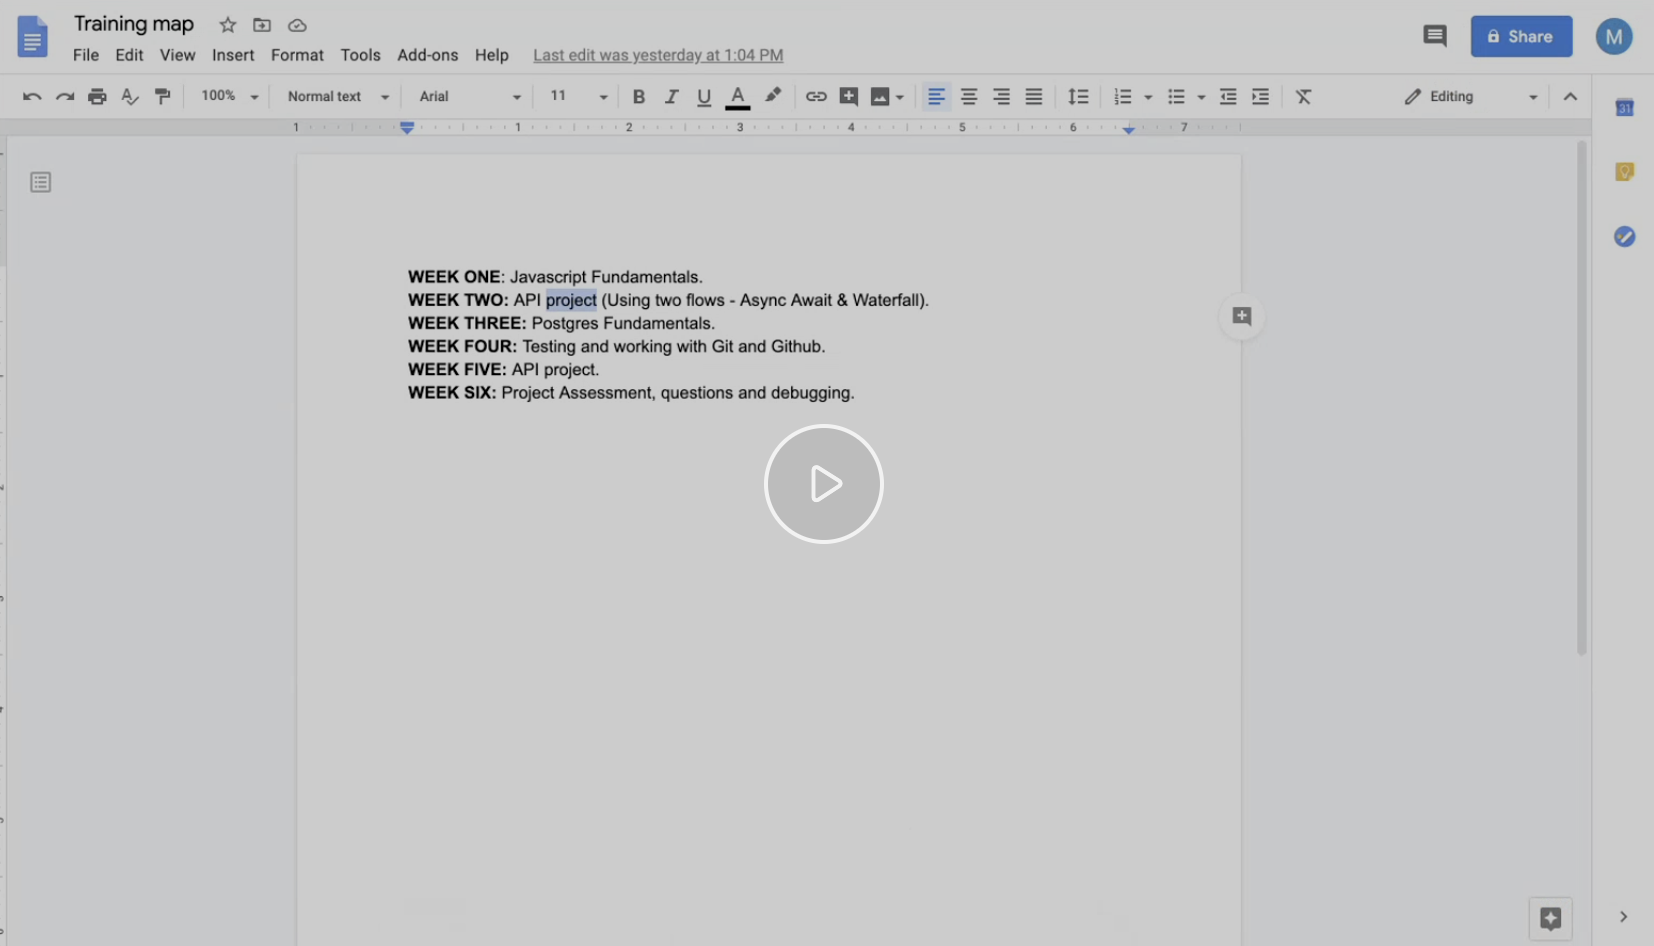 Training map
File Edit View Insert Format Tools Add-ons Help Last edit was yesterday at 1:04 PM
Share
M
100% Normal text Arial 11 B I U A Editing
1 1 2 3 4 5 6 7
31
WEEK ONE: Javascript Fundamentals.
WEEK TWO: API project (Using two flows - Async Await & Waterfall).
WEEK THREE: Postgres Fundamentals.
WEEK FOUR: Testing and working with Git and Github.
WEEK FIVE: API project.
WEEK SIX: Project Assessment, questions and debugging.